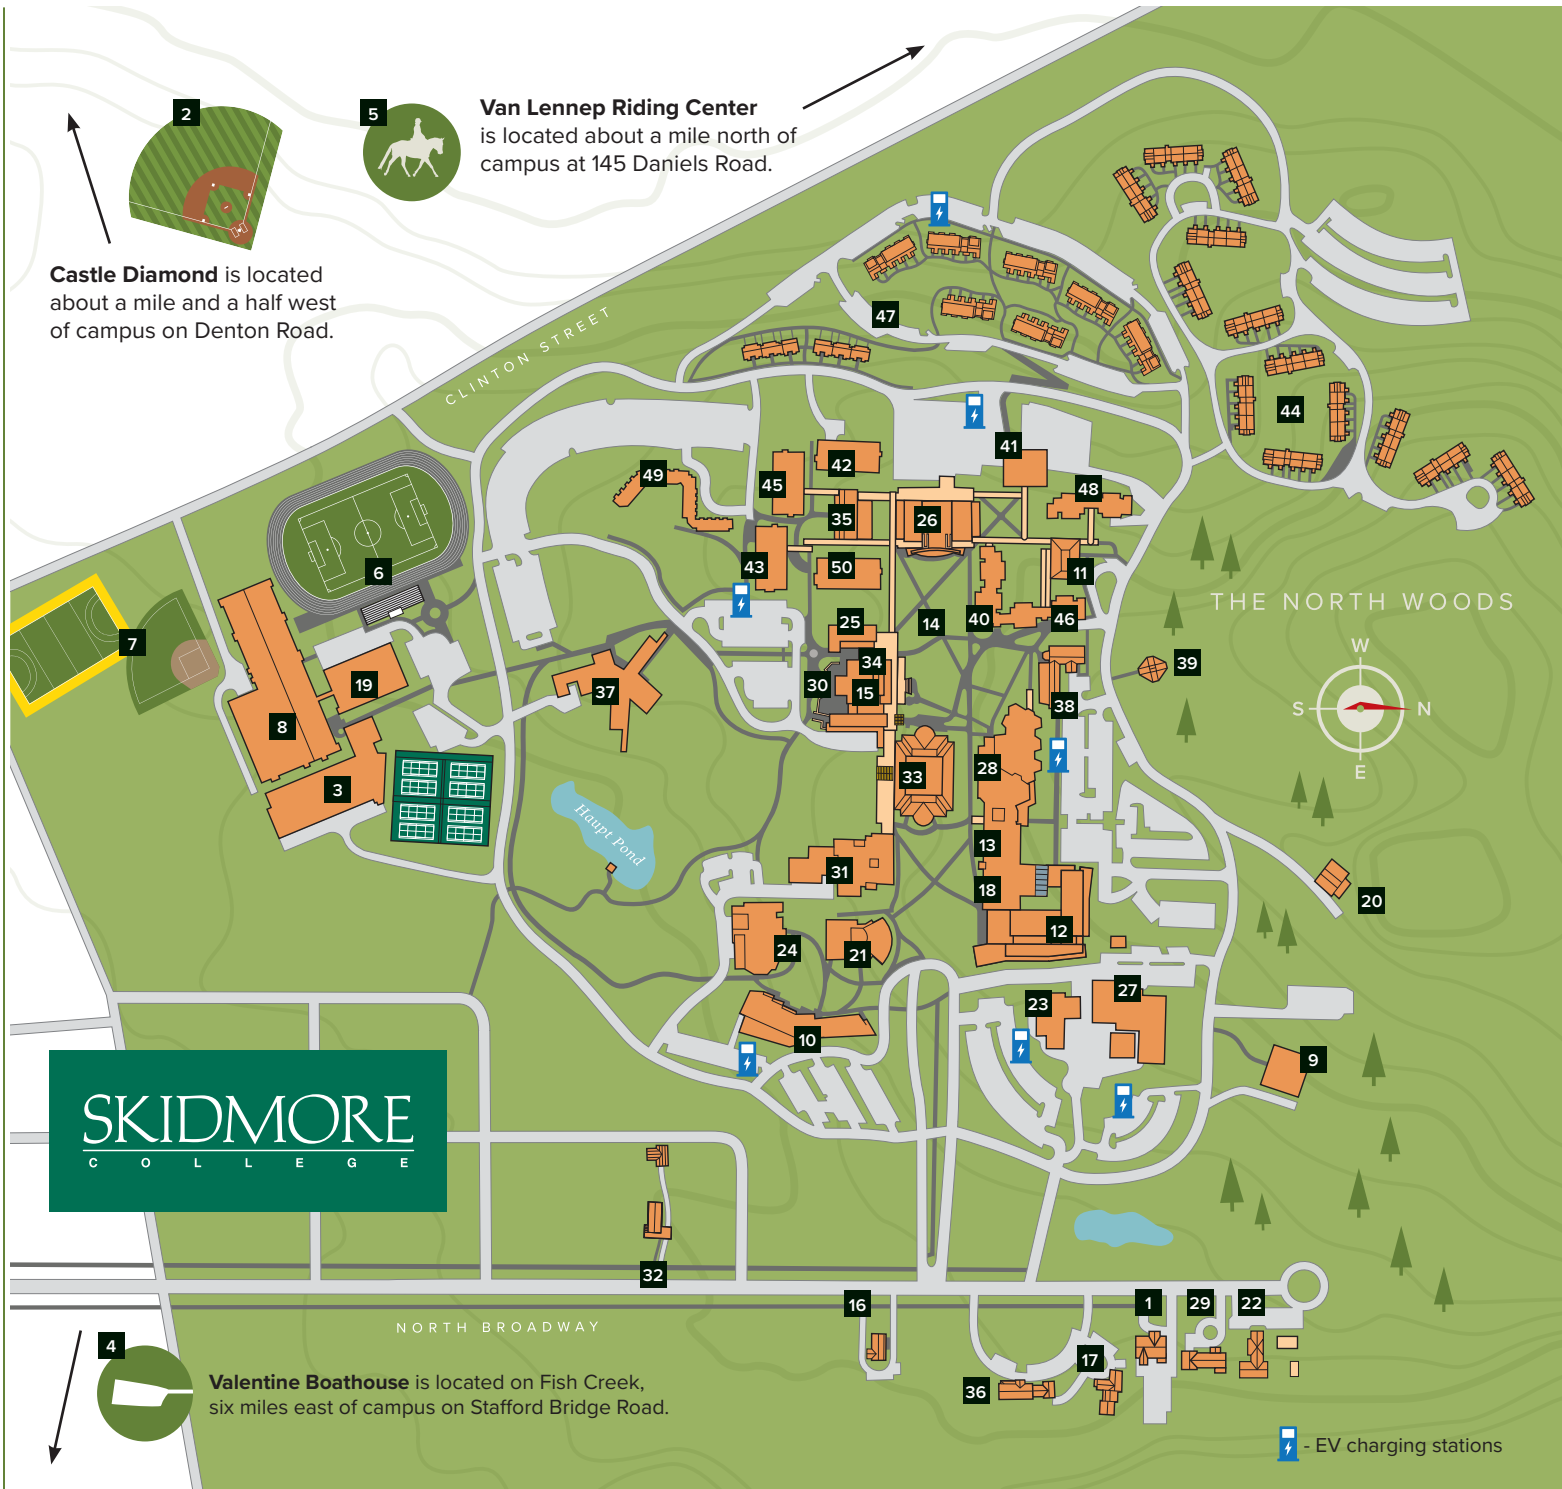 2
5
Van Lennep Riding Center
is located about a mile north of
campus at 145 Daniels Road.
Castle Diamond is located
about a mile and a half west
of campus on Denton Road.
CLINTON STREET
47
44
41
42
49
45
48
35
26
6
43
50
11
THE NORTH WOODS
7
25
14
40
46
W
34
39
19
30
15
37
38
S
N
8
E
28
33
3
Haupt Pond
13
31
18
20
12
24
21
27
23
10
9
SKIDMORE
COLLEGE
32
16
1
29
22
NORTH BROADWAY
4
17
Valentine Boathouse is located on Fish Creek,
six miles east of campus on Stafford Bridge Road.
36
- EV charging stations